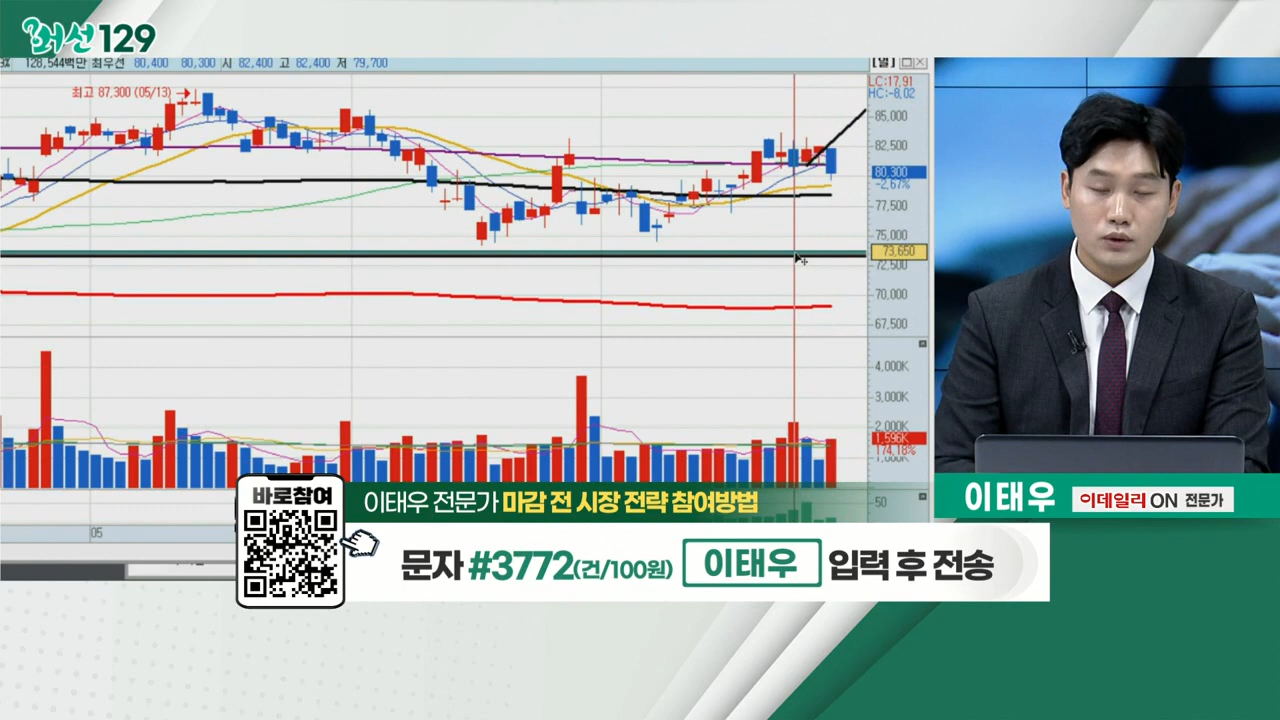 최선129
128,544백만 최우선 80,400 80,300 시 82,400 고 82,400 저 79,700
[일]
최고 87,300 (05/13)
LC:17.91
HC:-8.02
85,000
82,500
80,300
-2.67%
77,500
75,000
73,650
72,500
70,000
67,500
4,000K
3,000K
2,000K
1,596K
174.18%
1,000K
50
05
바로참여
이태우 전문가 마감 전 시장 전략 참여방법
문자 #3772(건/100원) 이태우 입력 후 전송
이태우 이데일리ON 전문가